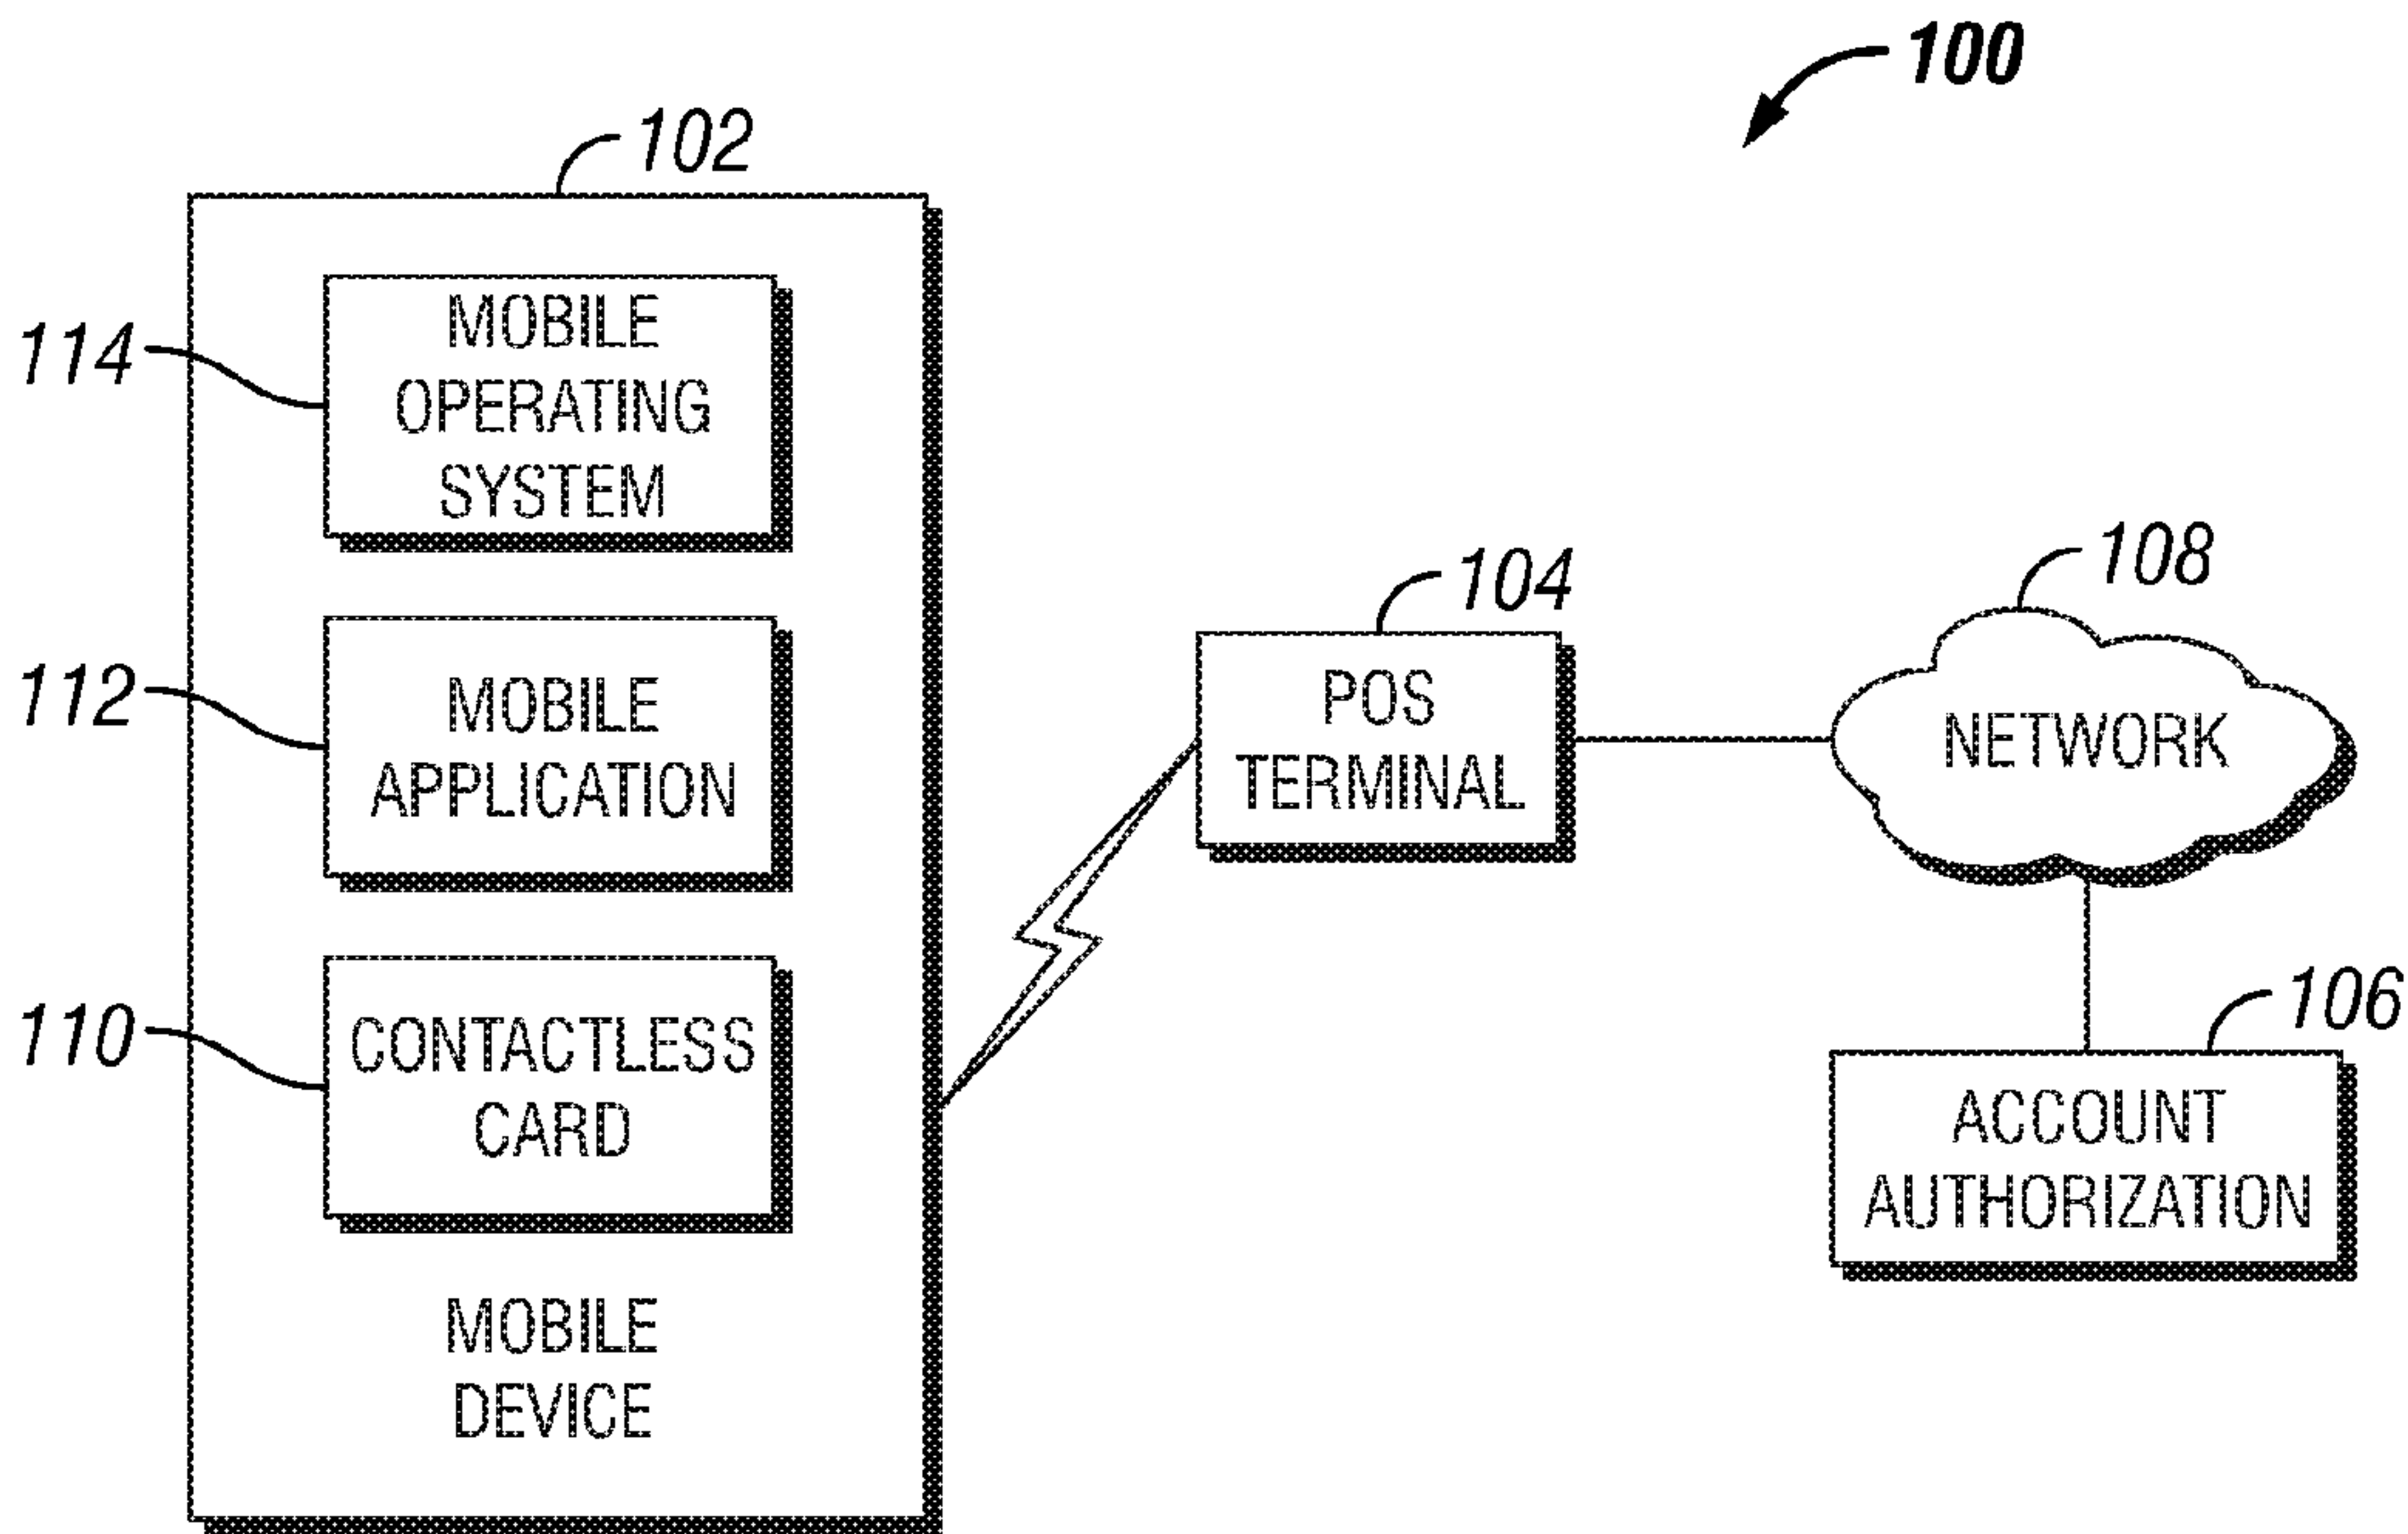 100
102
114
MOBILE
OPERATING
SYSTEM
112
MOBILE
APPLICATION
110
CONTACTLESS
CARD
MOBILE
DEVICE
104
POS
TERMINAL
108
NETWORK
106
ACCOUNT
AUTHORIZATION